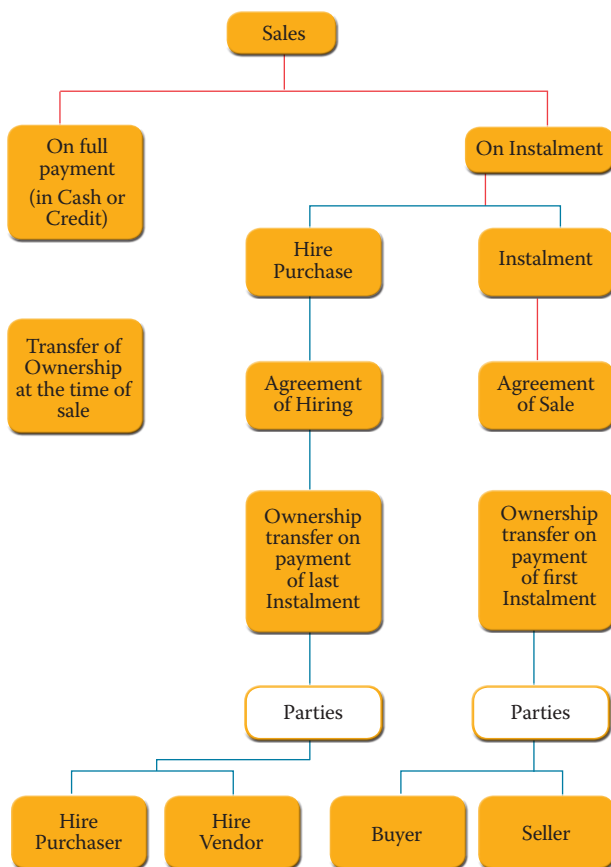 Sales
On full
payment
(in Cash or
Credit)
On Instalment
Hire
Purchase
Instalment
Transfer of
Ownership
at the time of
sale
Agreement
of Hiring
Agreement
of Sale
Ownership
transfer on
payment
of last
Instalment
Ownership
transfer on
payment
of first
Instalment
Parties
Parties
Hire
Purchaser
Hire
Vendor
Buyer
Seller